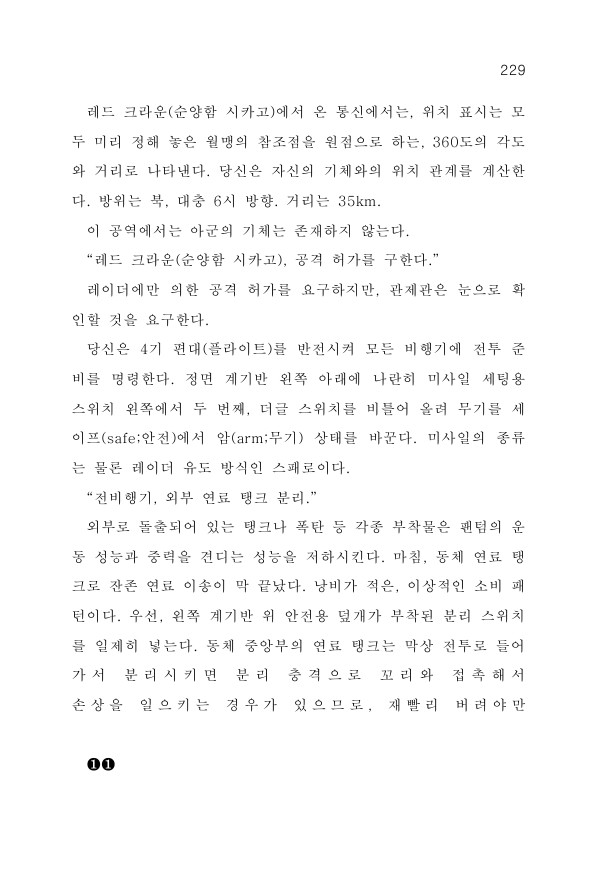 229
레드 크라운(순양함 시카고)에서 온 통신에서는, 위치 표시는 모
두 미리 정해 놓은 월맹의 참조점을 원점으로 하는, 360도의 각도
와 거리로 나타낸다. 당신은 자신의 기체와의 위치 관계를 계산한
다. 방위는 북, 대충 6시 방향. 거리는 35km.
이 공역에서는 아군의 기체는 존재하지 않는다.
“레드 크라운(순양함 시카고), 공격 허가를 구한다.”
레이더에만 의한 공격 허가를 요구하지만, 관제관은 눈으로 확
인할 것을 요구한다.
당신은 4기 편대(플라이트)를 반전시켜 모든 비행기에 전투 준
비를 명령한다. 정면 계기반 왼쪽 아래에 나란히 미사일 세팅용
스위치 왼쪽에서 두 번째, 더글 스위치를 비틀어 올려 무기를 세
이프(safe;안전)에서 암(arm;무기) 상태를 바꾼다. 미사일의 종류
는 물론 레이더 유도 방식인 스패로이다.
“전비행기, 외부 연료 탱크 분리.”
외부로 돌출되어 있는 탱크나 폭탄 등 각종 부착물은 팬텀의 운
동 성능과 중력을 견디는 성능을 저하시킨다. 마침, 동체 연료 탱
크로 잔존 연료 이송이 막 끝났다. 낭비가 적은, 이상적인 소비 패
턴이다. 우선, 왼쪽 계기반 위 안전용 덮개가 부착된 분리 스위치
를 일제히 넣는다. 동체 중앙부의 연료 탱크는 막상 전투로 들어
가서 분리시키면 분리 충격으로 꼬리와 접촉해서
손상을 일으키는 경우가 있으므로, 재빨리 버려야만
❶❶